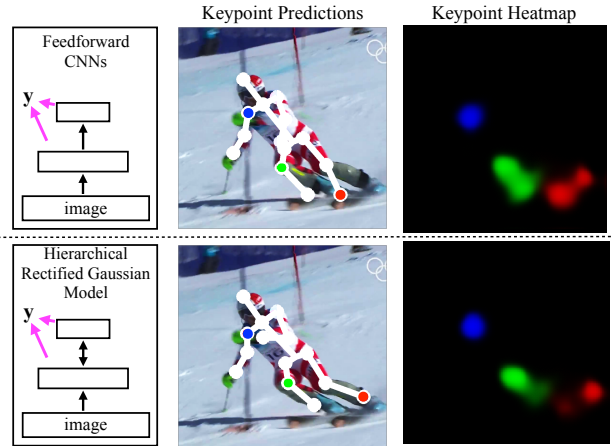 Keypoint Predictions
Keypoint Heatmap
Feedforward
CNNs
y
image
Hierarchical
Rectified Gaussian
Model
y
image